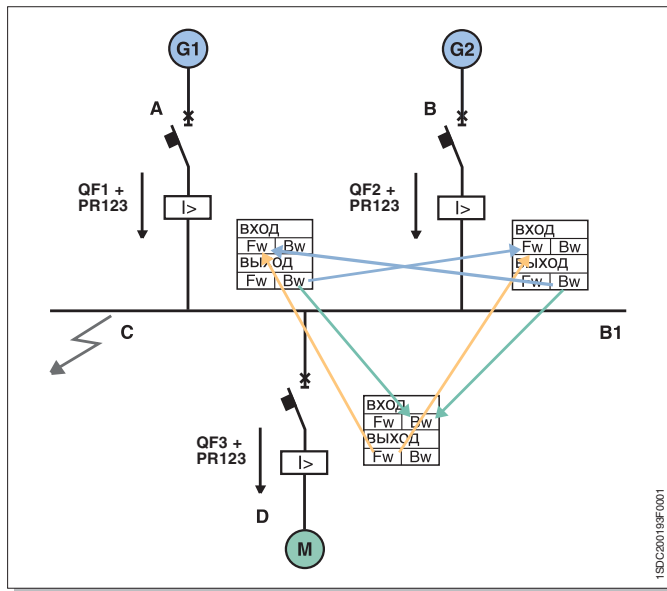 G1
G2
A
B
QF1 +
PR123
I>
QF2 +
PR123
I>
ВХОД
Fw Bw
ВЫХОД
Fw Bw
ВХОД
Fw Bw
ВЫХОД
Fw Bw
C
B1
QF3 +
PR123
I>
ВХОД
Fw Bw
ВЫХОД
Fw Bw
D
M
1SDC200193F0001